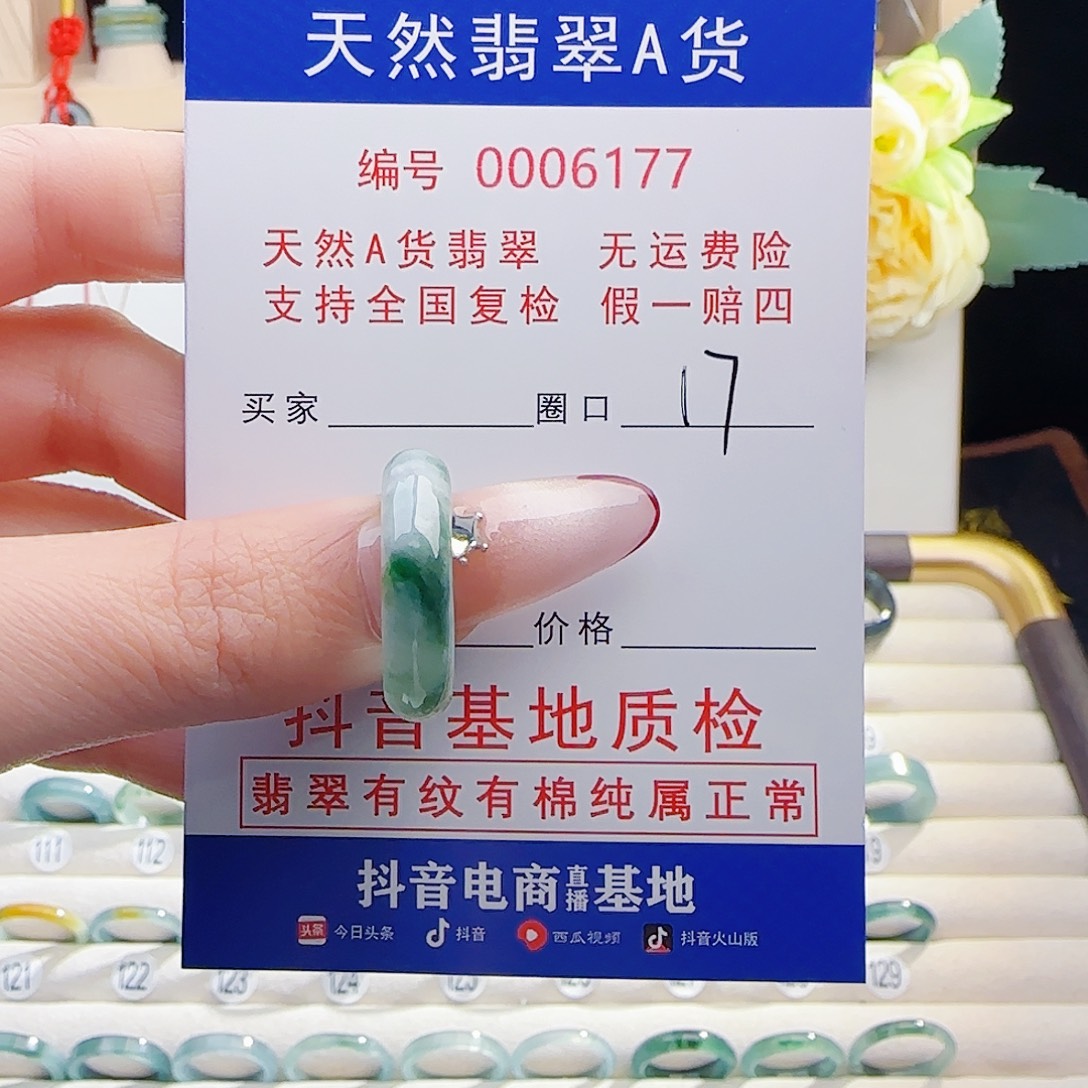 天然翡翠A货
编号 0006177
天然A货翡翠 无运费险
支持全国复检 假一赔四
买家 圈口 17
价格
抖音基地质检
翡翠有纹有棉纯属正常
抖音电商直播基地
头条 今日头条 抖音 西瓜视频 抖音火山版
111 112
121 122 123 124 129